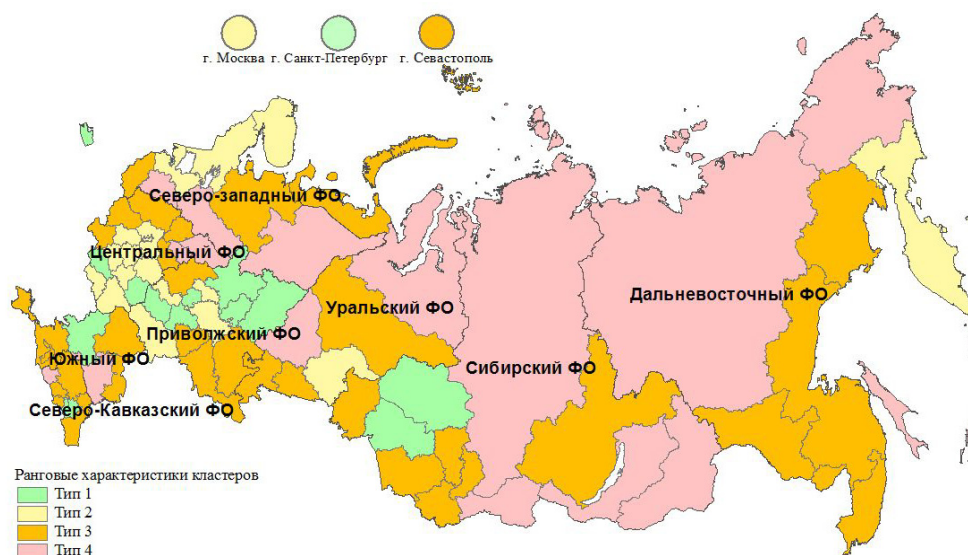 г. Москва г. Санкт-Петербург г. Севастополь
Северо-западный ФО
Центральный ФО
Дальневосточный ФО
Уральский ФО
Приволжский ФО
Южный ФО
Сибирский ФО
Северо-Кавказский ФО
Ранговые характеристики кластеров
Тип 1
Тип 2
Тип 3
Тип 4